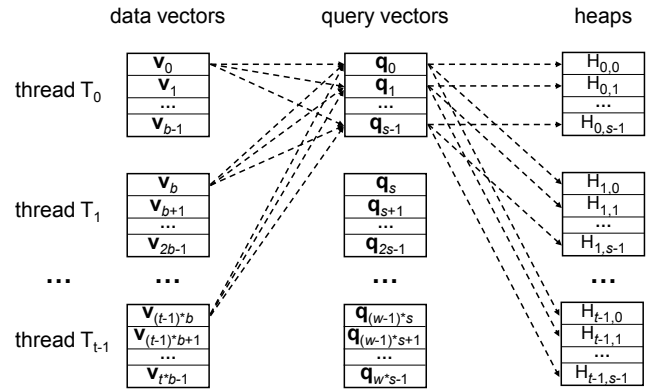 data vectors query vectors heaps
thread T0
v0 q0 H0,0
v1 q1 H0,1
... ... ...
vb-1 qs-1 H0,s-1
thread T1
vb qs H1,0
vb+1 qs+1 H1,1
... ... ...
v2b-1 q2s-1 H1,s-1
... ... ... ...
thread Tt-1
v(t-1)*b q(w-1)*s Ht-1,0
v(t-1)*b+1 q(w-1)*s+1 Ht-1,1
... ... ...
vt*b-1 qw*s-1 Ht-1,s-1